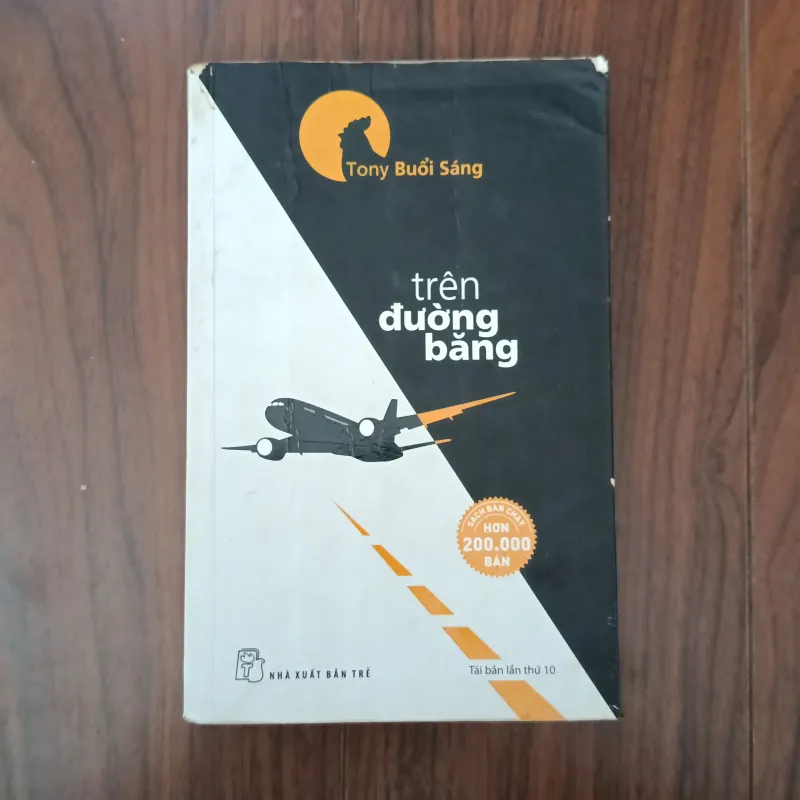 Tony Buổi Sáng
trên
đường
băng
SÁCH BÁN CHẠY
HƠN
200.000
BẢN
NHÀ XUẤT BẢN TRẺ
Tái bản lần thứ 10